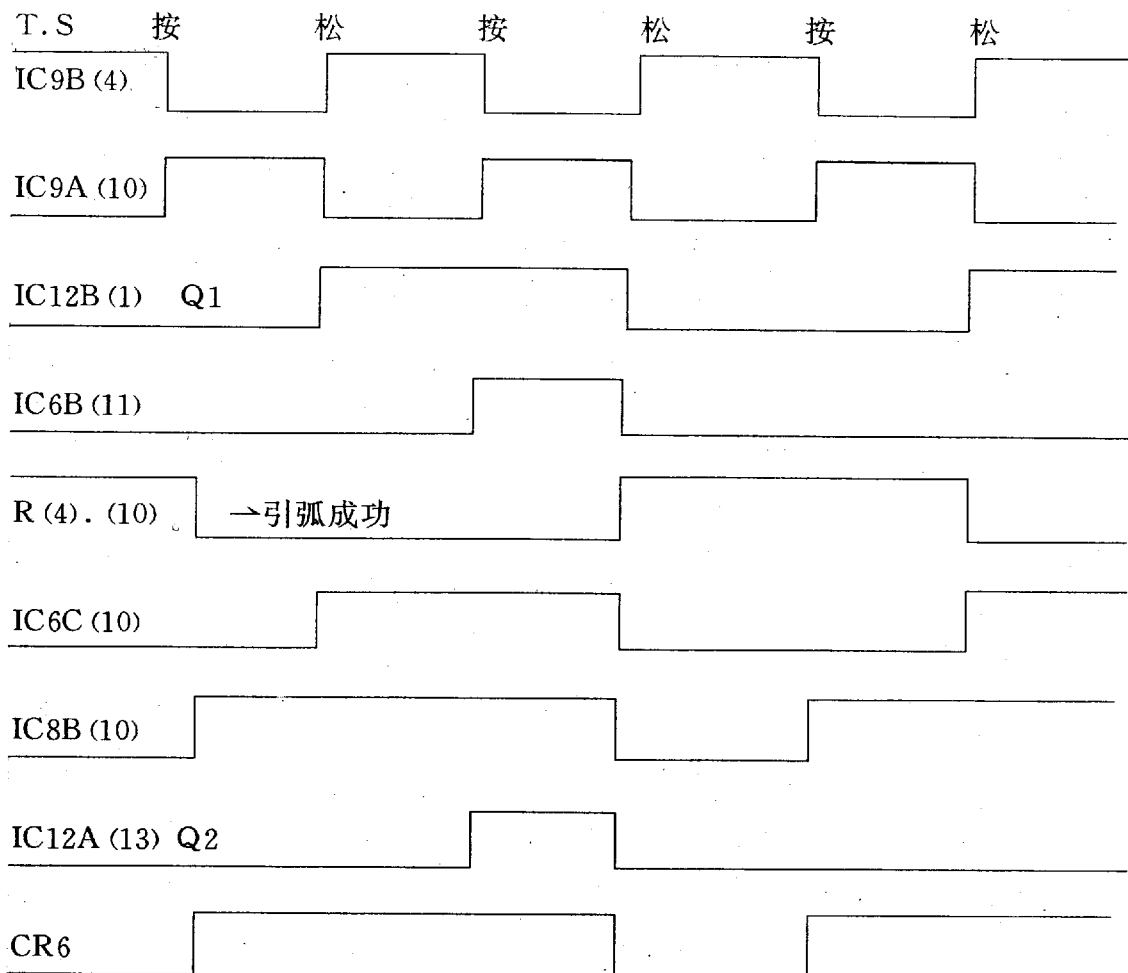 T.S 按 松 按 松 按 松
IC9B (4)
IC9A (10)
IC12B (1) Q1
IC6B (11)
R (4). (10) →引弧成功
IC6C (10)
IC8B (10)
IC12A (13) Q2
CR6